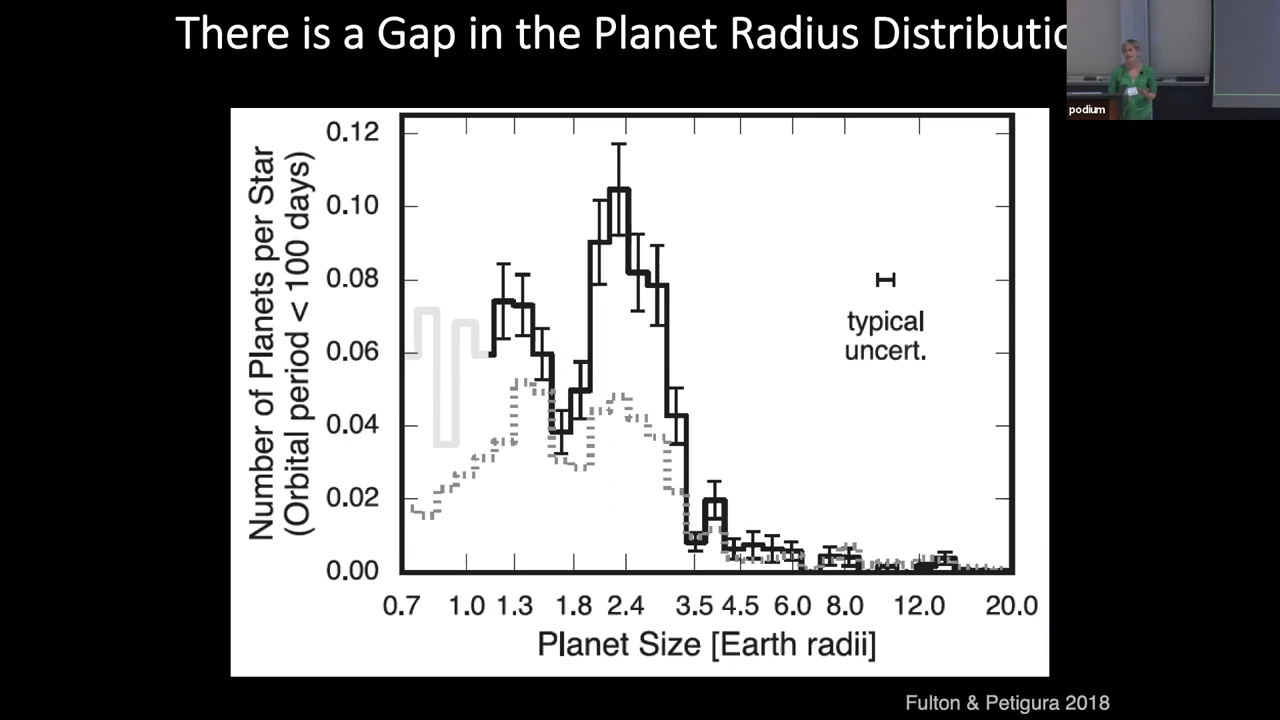 There is a Gap in the Planet Radius Distributio
podium
Number of Planets per Star
(Orbital period < 100 days)
0.12
0.10
0.08
0.06
0.04
0.02
0.00
typical
uncert.
0.7 1.0 1.3 1.8 2.4 3.5 4.5 6.0 8.0 12.0 20.0
Planet Size [Earth radii]
Fulton & Petigura 2018